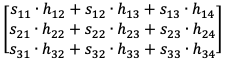 s₁₁ · h₁₂ + s₁₂ · h₁₃ + s₁₃ · h₁₄
s₂₁ · h₂₂ + s₂₂ · h₂₃ + s₂₃ · h₂₄
s₃₁ · h₃₂ + s₃₂ · h₃₃ + s₃₃ · h₃₄